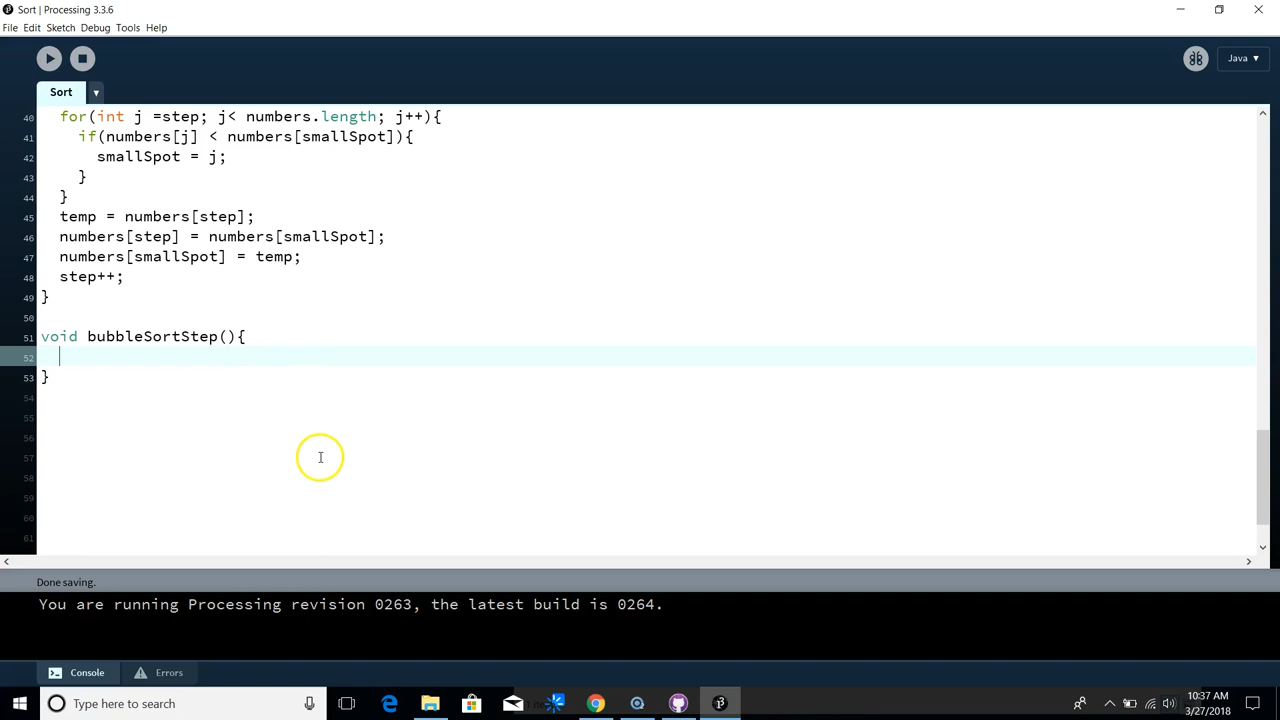 Sort | Processing 3.3.6
File Edit Sketch Debug Tools Help
Java ▼
Sort ▼
40 for(int j =step; j< numbers.length; j++){
41 if(numbers[j] < numbers[smallSpot]){
42 smallSpot = j;
43 }
44 }
45 temp = numbers[step];
46 numbers[step] = numbers[smallSpot];
47 numbers[smallSpot] = temp;
48 step++;
49 }
50
51 void bubbleSortStep(){
52
53 }
54
55
56
57
58
59
60
61
Done saving.
You are running Processing revision 0263, the latest build is 0264.
Console Errors
Type here to search
10:37 AM
3/27/2018